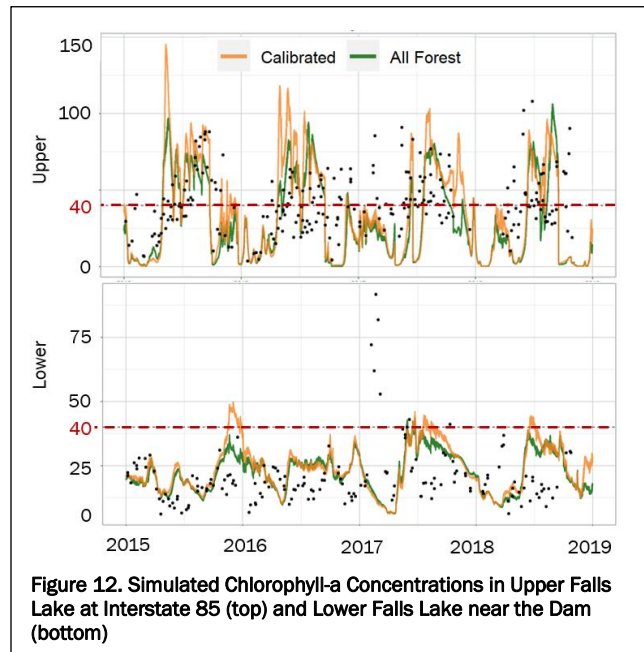 150
Calibrated All Forest
100
Upper
40
0
75
Lower
50
40
25
0
2015 2016 2017 2018 2019
Figure 12. Simulated Chlorophyll-a Concentrations in Upper Falls
Lake at Interstate 85 (top) and Lower Falls Lake near the Dam
(bottom)